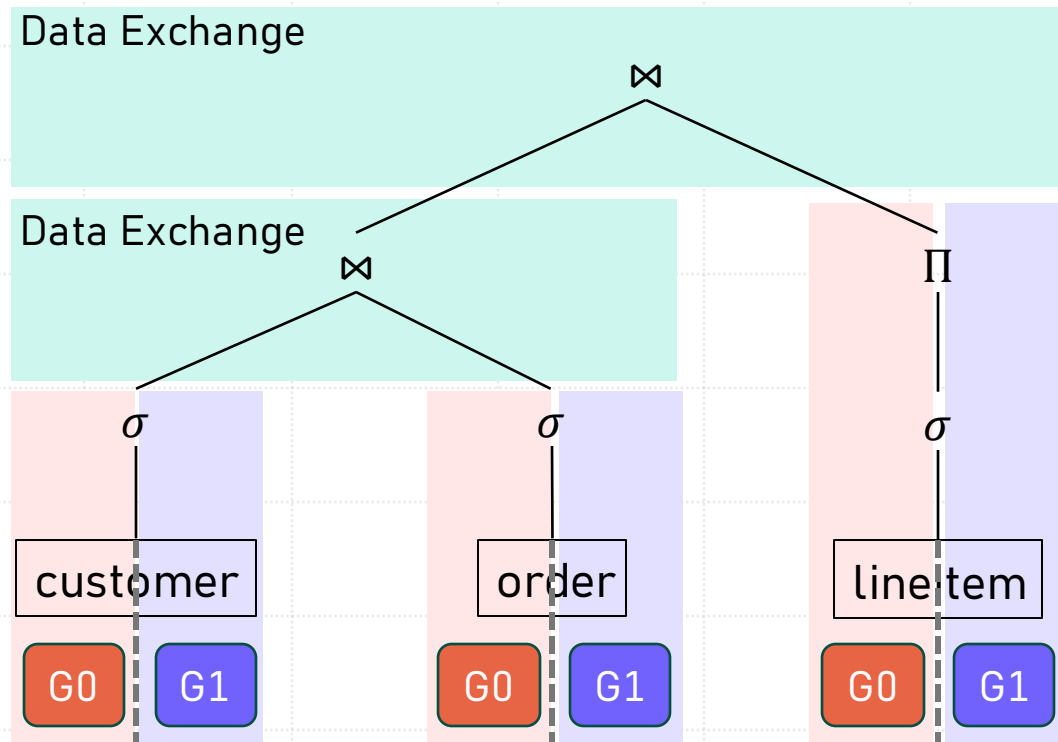 Data Exchange
⋈
Data Exchange
⋈
Π
σ
σ
σ
customer
order
lineitem
G0
G1
G0
G1
G0
G1